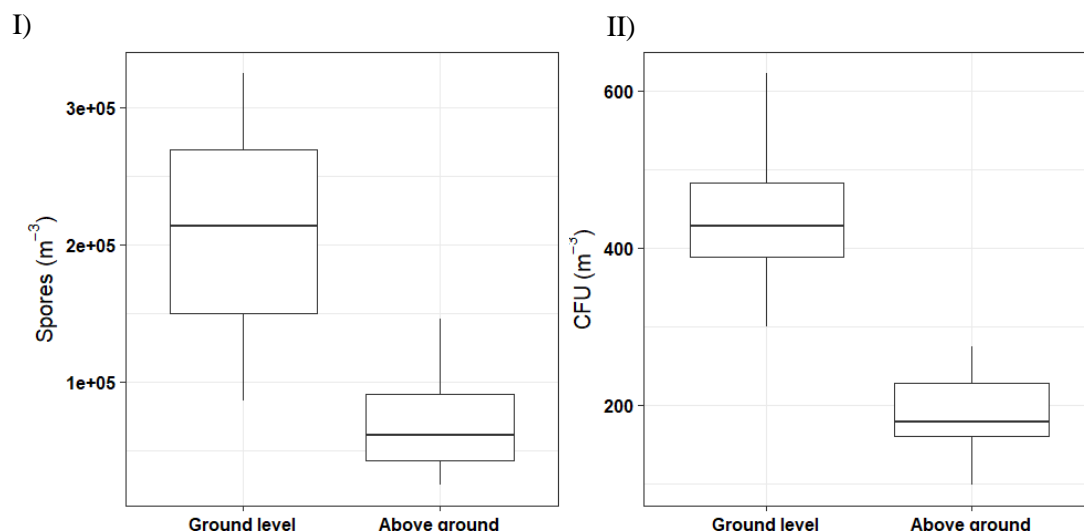 I)
II)
3e+05
2e+05
1e+05
Spores (m⁻³)
Ground level
Above ground
600
400
200
CFU (m⁻³)
Ground level
Above ground